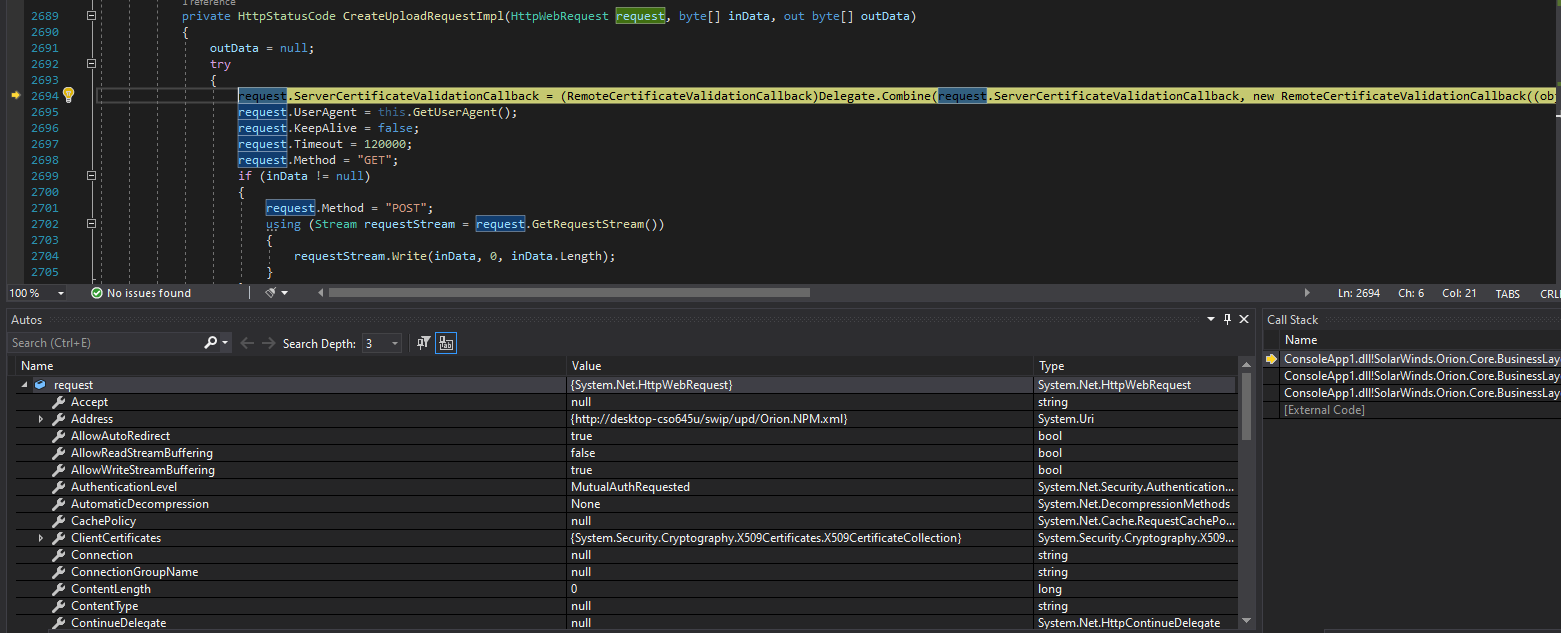 1 reference
2689 private HttpStatusCode CreateUploadRequestImpl(HttpWebRequest request, byte[] inData, out byte[] outData)
2690 {
2691 outData = null;
2692 try
2693 {
2694 request.ServerCertificateValidationCallback = (RemoteCertificateValidationCallback)Delegate.Combine(request.ServerCertificateValidationCallback, new RemoteCertificateValidationCallback((ob
2695 request.UserAgent = this.GetUserAgent();
2696 request.KeepAlive = false;
2697 request.Timeout = 120000;
2698 request.Method = "GET";
2699 if (inData != null)
2700 {
2701 request.Method = "POST";
2702 using (Stream requestStream = request.GetRequestStream())
2703 {
2704 requestStream.Write(inData, 0, inData.Length);
2705 }
100 % No issues found Ln: 2694 Ch: 6 Col: 21 TABS CRL
Autos
Search (Ctrl+E) Search Depth: 3
Name Value Type
request {System.Net.HttpWebRequest} System.Net.HttpWebRequest
Accept null string
Address {http://desktop-cso645u/swip/upd/Orion.NPM.xml} System.Uri
AllowAutoRedirect true bool
AllowReadStreamBuffering false bool
AllowWriteStreamBuffering true bool
AuthenticationLevel MutualAuthRequested System.Net.Security.Authentication...
AutomaticDecompression None System.Net.DecompressionMethods
CachePolicy null System.Net.Cache.RequestCachePo...
ClientCertificates {System.Security.Cryptography.X509Certificates.X509CertificateCollection} System.Security.Cryptography.X509...
Connection null string
ConnectionGroupName null string
ContentLength 0 long
ContentType null string
ContinueDelegate null System.Net.HttpContinueDelegate
Call Stack
Name
ConsoleApp1.dll!SolarWinds.Orion.Core.BusinessLay
ConsoleApp1.dll!SolarWinds.Orion.Core.BusinessLay
ConsoleApp1.dll!SolarWinds.Orion.Core.BusinessLay
[External Code]